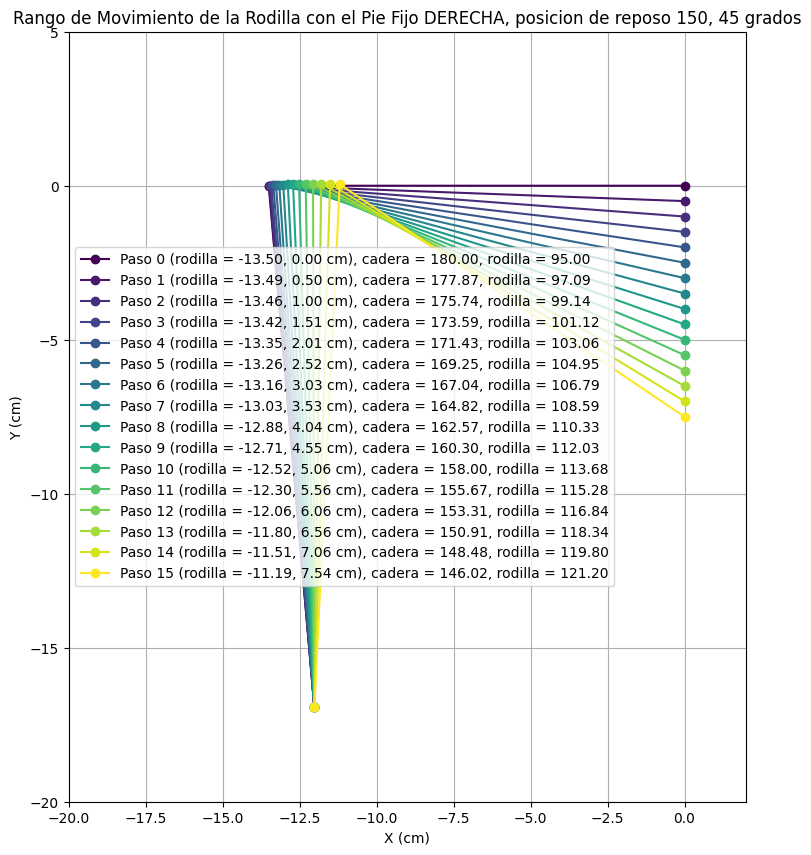 Rango de Movimiento de la Rodilla con el Pie Fijo DERECHA, posicion de reposo 150, 45 grados
5
0
−5
−10
−15
−20
Y (cm)
Paso 0 (rodilla = -13.50, 0.00 cm), cadera = 180.00, rodilla = 95.00
Paso 1 (rodilla = -13.49, 0.50 cm), cadera = 177.87, rodilla = 97.09
Paso 2 (rodilla = -13.46, 1.00 cm), cadera = 175.74, rodilla = 99.14
Paso 3 (rodilla = -13.42, 1.51 cm), cadera = 173.59, rodilla = 101.12
Paso 4 (rodilla = -13.35, 2.01 cm), cadera = 171.43, rodilla = 103.06
Paso 5 (rodilla = -13.26, 2.52 cm), cadera = 169.25, rodilla = 104.95
Paso 6 (rodilla = -13.16, 3.03 cm), cadera = 167.04, rodilla = 106.79
Paso 7 (rodilla = -13.03, 3.53 cm), cadera = 164.82, rodilla = 108.59
Paso 8 (rodilla = -12.88, 4.04 cm), cadera = 162.57, rodilla = 110.33
Paso 9 (rodilla = -12.71, 4.55 cm), cadera = 160.30, rodilla = 112.03
Paso 10 (rodilla = -12.52, 5.06 cm), cadera = 158.00, rodilla = 113.68
Paso 11 (rodilla = -12.30, 5.56 cm), cadera = 155.67, rodilla = 115.28
Paso 12 (rodilla = -12.06, 6.06 cm), cadera = 153.31, rodilla = 116.84
Paso 13 (rodilla = -11.80, 6.56 cm), cadera = 150.91, rodilla = 118.34
Paso 14 (rodilla = -11.51, 7.06 cm), cadera = 148.48, rodilla = 119.80
Paso 15 (rodilla = -11.19, 7.54 cm), cadera = 146.02, rodilla = 121.20
−20.0 −17.5 −15.0 −12.5 −10.0 −7.5 −5.0 −2.5 0.0
X (cm)